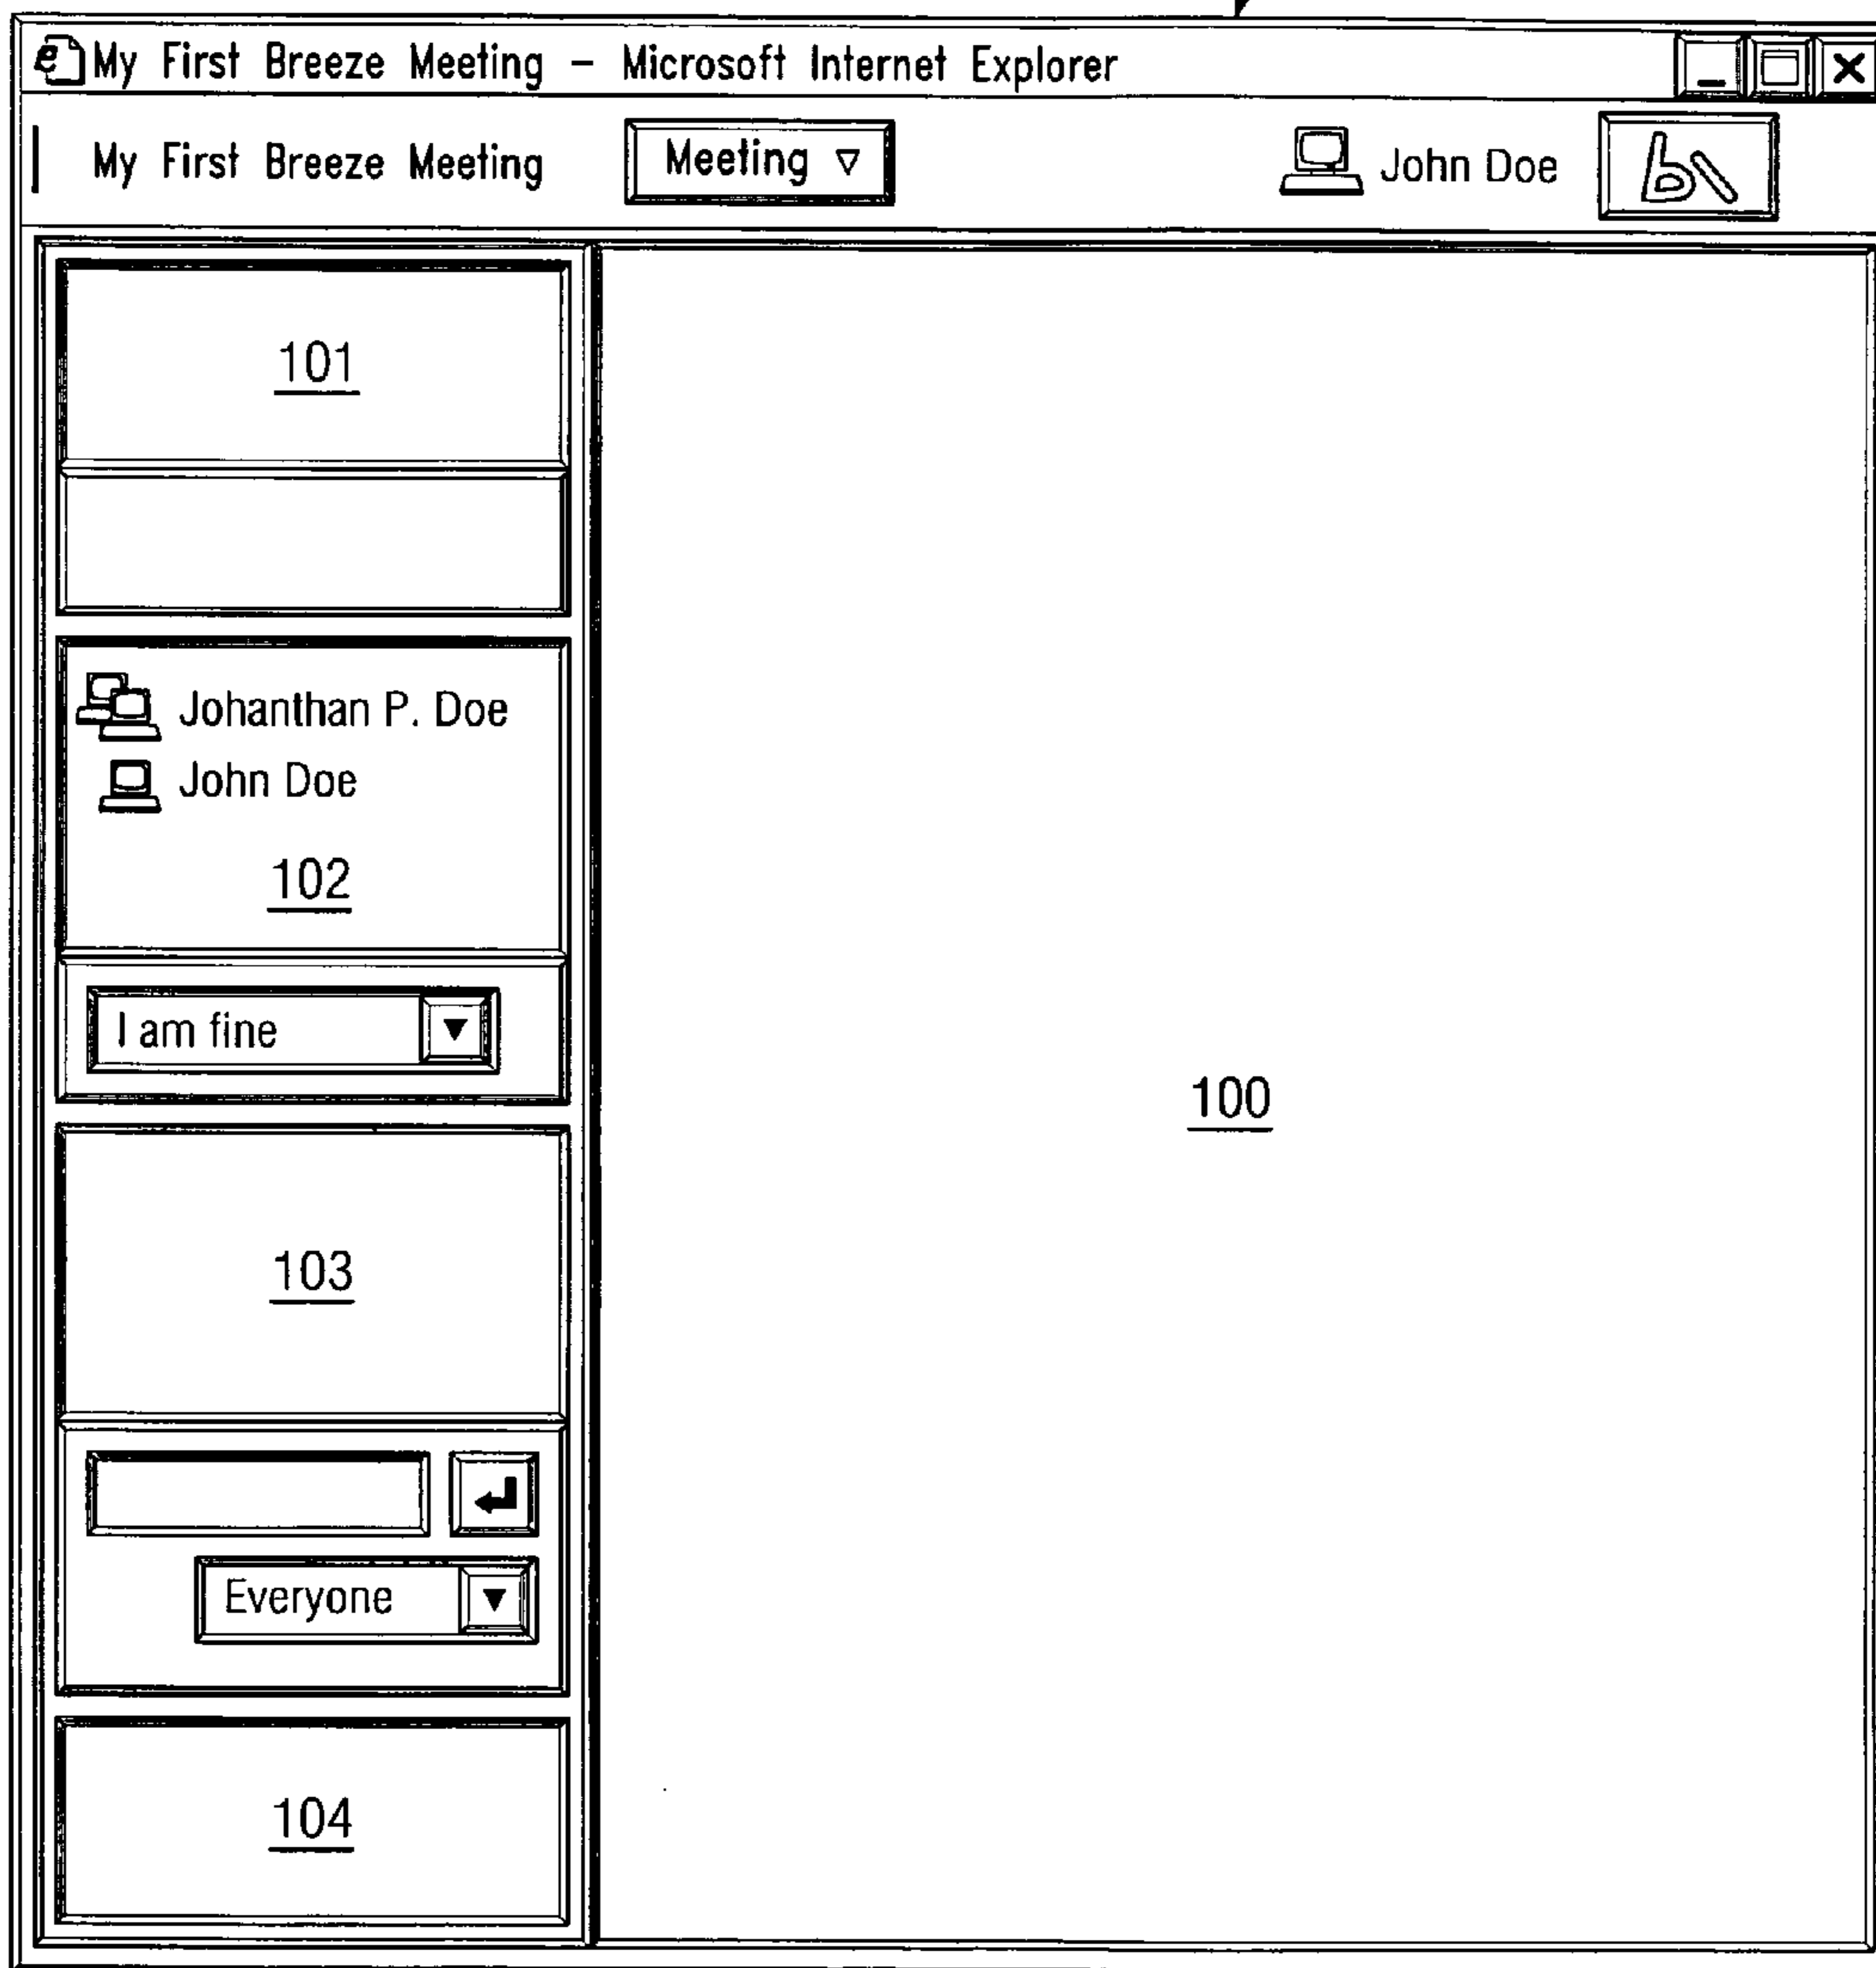 My First Breeze Meeting – Microsoft Internet Explorer
My First Breeze Meeting
Meeting
John Doe
101
Johanthan P. Doe
John Doe
102
I am fine
100
103
Everyone
104